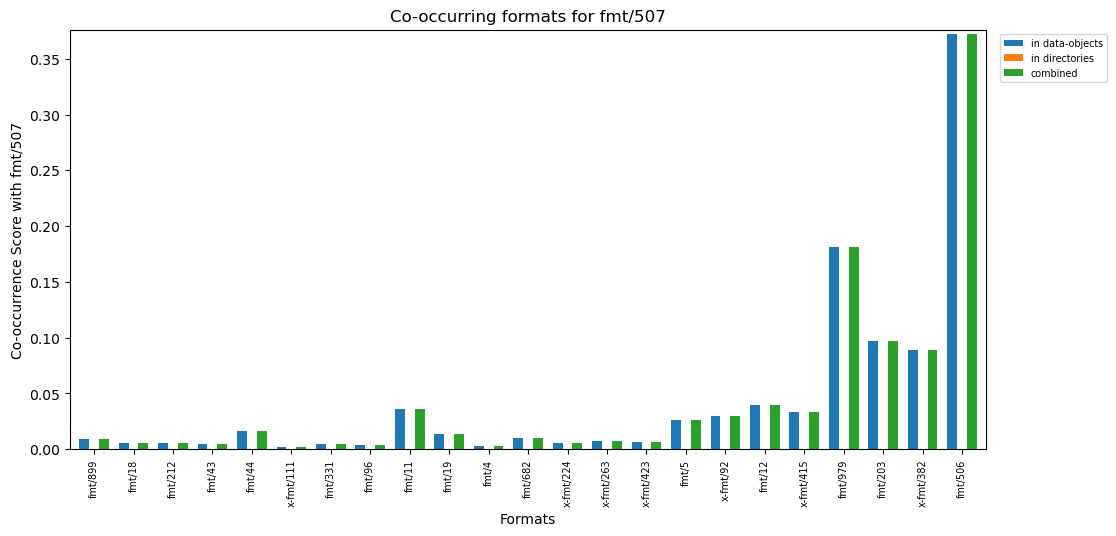 Co-occurring formats for fmt/507
in data-objects
in directories
combined
Co-occurrence Score with fmt/507
0.35
0.30
0.25
0.20
0.15
0.10
0.05
0.00
fmt/899
fmt/18
fmt/212
fmt/43
fmt/44
x-fmt/111
fmt/331
fmt/96
fmt/11
fmt/19
fmt/4
fmt/682
x-fmt/224
x-fmt/263
x-fmt/423
fmt/5
x-fmt/92
fmt/12
x-fmt/415
fmt/979
fmt/203
x-fmt/382
fmt/506
Formats